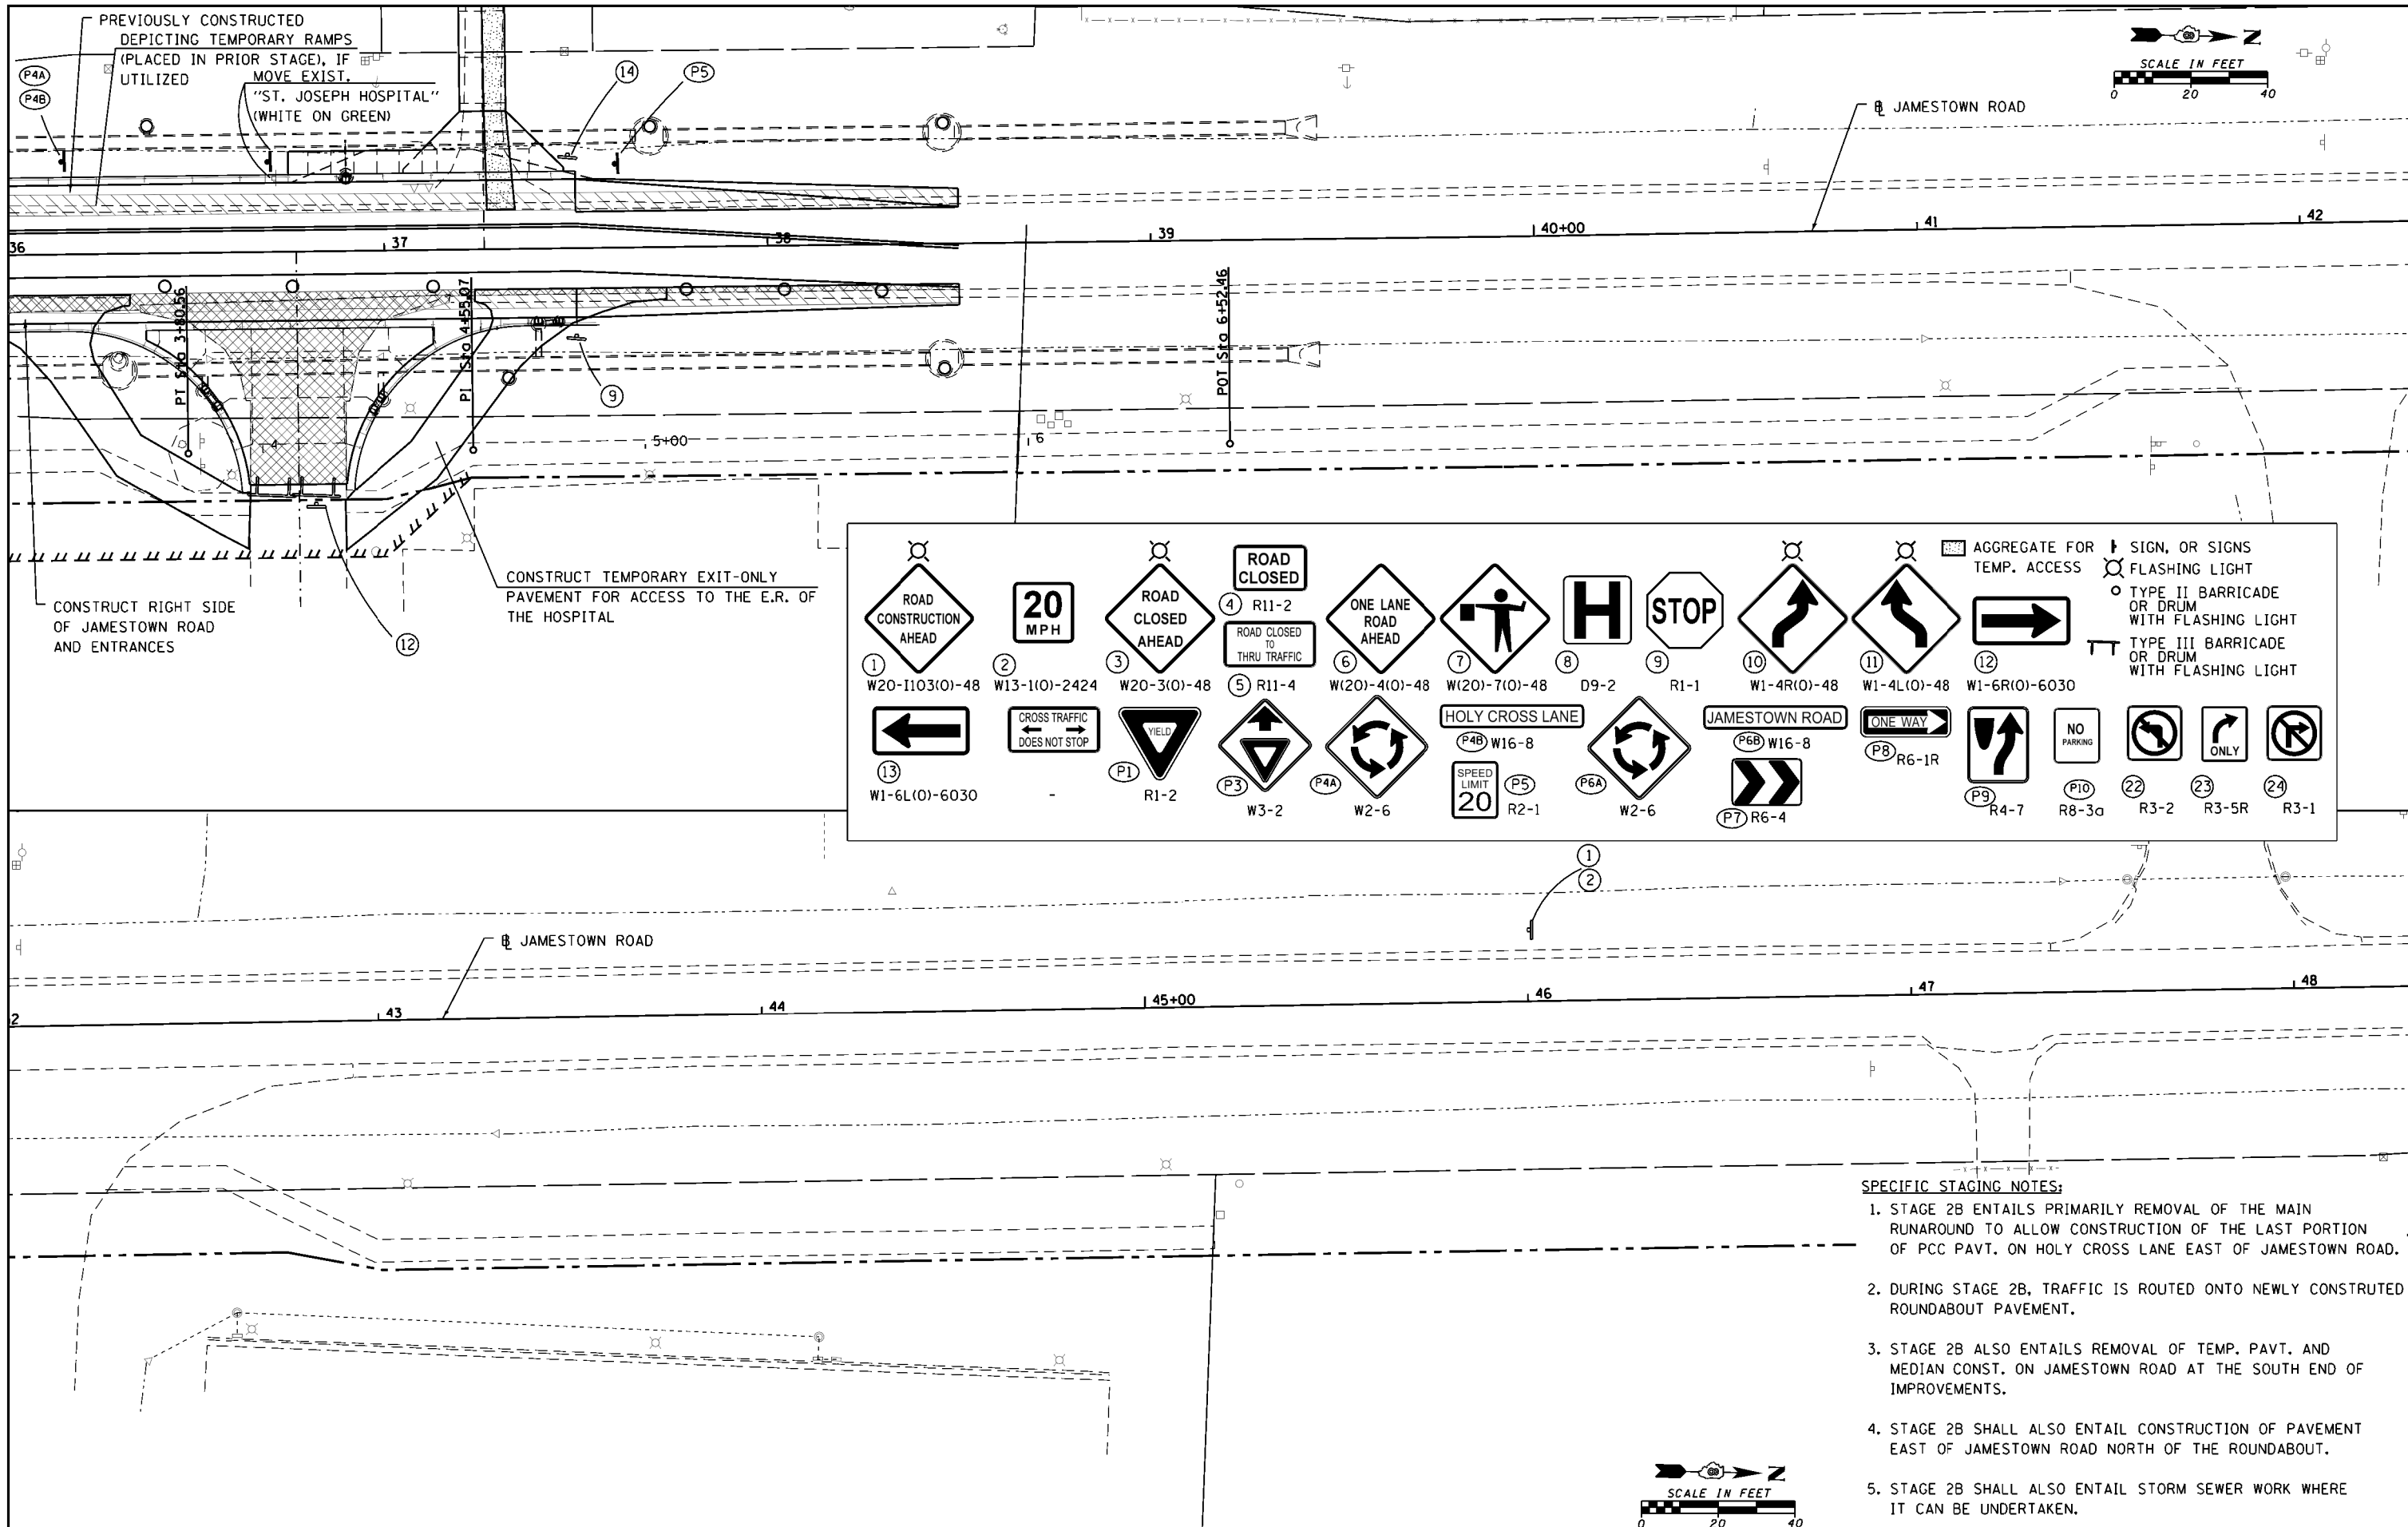 PREVIOUSLY CONSTRUCTED
DEPICTING TEMPORARY RAMPS
(PLACED IN PRIOR STAGE), IF
UTILIZED
MOVE EXIST.
"ST. JOSEPH HOSPITAL"
(WHITE ON GREEN)
P4A
P4B
14
P5
N
SCALE IN FEET
0 20 40
℄ JAMESTOWN ROAD
36 37 38 39 40+00 41 42
PT Sta 3+80.56
PI Sta 4+55.07
POT Sta 6+52.46
9
4 5+00 6
CONSTRUCT RIGHT SIDE
OF JAMESTOWN ROAD
AND ENTRANCES
12
CONSTRUCT TEMPORARY EXIT-ONLY
PAVEMENT FOR ACCESS TO THE E.R. OF
THE HOSPITAL
ROAD
CONSTRUCTION
AHEAD
1
W20-I103(O)-48
20
MPH
2
W13-1(O)-2424
ROAD
CLOSED
AHEAD
3
W20-3(O)-48
ROAD
CLOSED
4 R11-2
ROAD CLOSED
TO
THRU TRAFFIC
5 R11-4
ONE LANE
ROAD
AHEAD
6
W(20)-4(O)-48
7
W(20)-7(O)-48
H
8
D9-2
STOP
9
R1-1
10
W1-4R(O)-48
11
W1-4L(O)-48
12
W1-6R(O)-6030
AGGREGATE FOR
TEMP. ACCESS
SIGN, OR SIGNS
FLASHING LIGHT
TYPE II BARRICADE
OR DRUM
WITH FLASHING LIGHT
TYPE III BARRICADE
OR DRUM
WITH FLASHING LIGHT
13
W1-6L(O)-6030
CROSS TRAFFIC
DOES NOT STOP
-
YIELD
P1
R1-2
P3
W3-2
P4A
W2-6
HOLY CROSS LANE
P4B W16-8
SPEED
LIMIT
20
P5
R2-1
P6A
W2-6
JAMESTOWN ROAD
P6B W16-8
P7 R6-4
ONE WAY
P8 R6-1R
P9
R4-7
NO
PARKING
P10
R8-3a
22
R3-2
ONLY
23
R3-5R
24
R3-1
1
2
℄ JAMESTOWN ROAD
2 43 44 45+00 46 47 48
SPECIFIC STAGING NOTES:
1. STAGE 2B ENTAILS PRIMARILY REMOVAL OF THE MAIN
RUNAROUND TO ALLOW CONSTRUCTION OF THE LAST PORTION
OF PCC PAVT. ON HOLY CROSS LANE EAST OF JAMESTOWN ROAD.
2. DURING STAGE 2B, TRAFFIC IS ROUTED ONTO NEWLY CONSTRUTED
ROUNDABOUT PAVEMENT.
3. STAGE 2B ALSO ENTAILS REMOVAL OF TEMP. PAVT. AND
MEDIAN CONST. ON JAMESTOWN ROAD AT THE SOUTH END OF
IMPROVEMENTS.
4. STAGE 2B SHALL ALSO ENTAIL CONSTRUCTION OF PAVEMENT
EAST OF JAMESTOWN ROAD NORTH OF THE ROUNDABOUT.
5. STAGE 2B SHALL ALSO ENTAIL STORM SEWER WORK WHERE
IT CAN BE UNDERTAKEN.
N
SCALE IN FEET
0 20 40